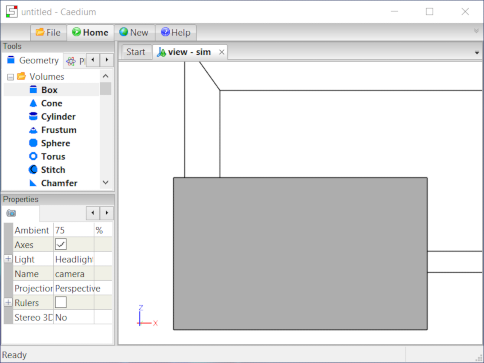 untitled - Caedium
File Home New Help
Tools
Geometry
Volumes
Box
Cone
Cylinder
Frustum
Sphere
Torus
Stitch
Chamfer
Properties
Ambient 75 %
Axes
Light Headlight
Name camera
Projection Perspective
Rulers
Stereo 3D No
Start view - sim
Z
X
Ready